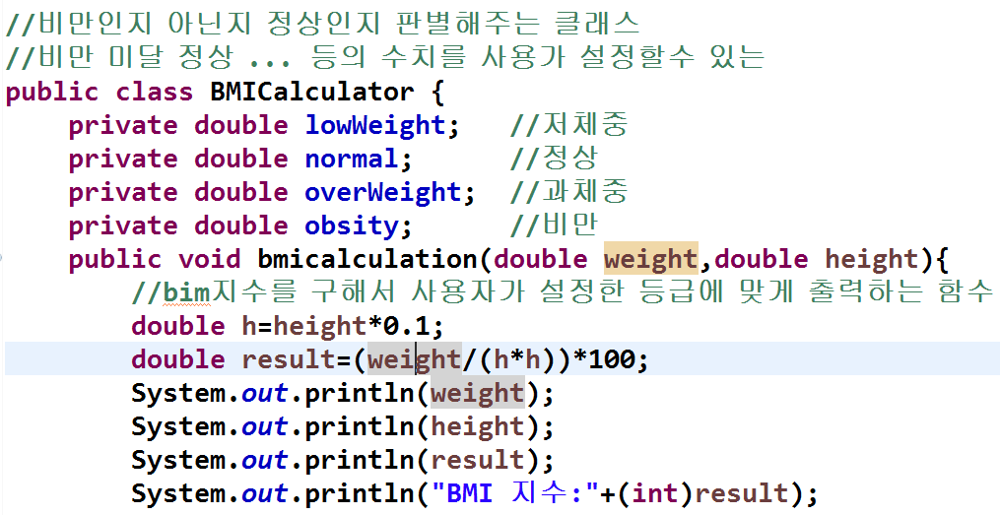 //비만인지 아닌지 정상인지 판별해주는 클래스
//비만 미달 정상 ... 등의 수치를 사용가 설정할수 있는
public class BMICalculator {
private double lowWeight; //저체중
private double normal; //정상
private double overWeight; //과체중
private double obsity; //비만
public void bmicalculation(double weight,double height){
//bim지수를 구해서 사용자가 설정한 등급에 맞게 출력하는 함수
double h=height*0.1;
double result=(weight/(h*h))*100;
System.out.println(weight);
System.out.println(height);
System.out.println(result);
System.out.println("BMI 지수:"+(int)result);